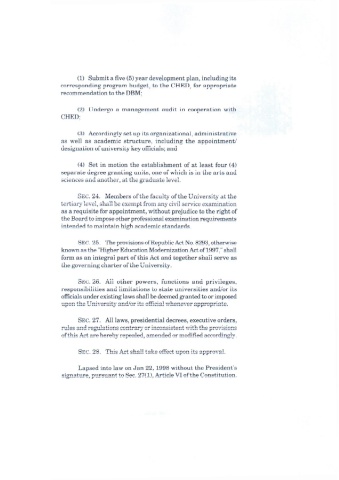 (1) Submit a five (5) year development plan, including its
corresponding program budget, to the CHED, for appropriate
recommendation to the DBM;
(2) Undergo a management audit in cooperation with
CHED;
(3) Accordingly set up its organizational, administrative
as well as academic structure, including the appointment/
designation of university key officials; and
(4) Set in motion the establishment of at least four (4)
separate degree granting units, one of which is in the arts and
sciences and another, at the graduate level.
SEC. 24. Members of the faculty of the University at the
tertiary level, shall be exempt from any civil service examination
as a requisite for appointment, without prejudice to the right of
the Board to impose other professional examination requirements
intended to maintain high academic standards.
SEC. 25. The provisions of Republic Act No. 8292, otherwise
known as the "Higher Education Modernization Act of 1997," shall
form an integral part of this Act and together shall serve as
the governing charter of the University.
SEC. 26. All other powers, functions and privileges,
responsibilities and limitations to state universities and/or its
officials under existing laws shall be deemed granted to or imposed
upon the University and/or its official whenever appropriate.
SEC. 27. All laws, presidential decrees, executive orders,
rules and regulations contrary or inconsistent with the provisions
of this Act are hereby repealed, amended or modified accordingly.
SEC. 28. This Act shall take effect upon its approval.
Lapsed into law on Jan 22, 1998 without the President's
signature, pursuant to Sec. 27(1), Article VI of the Constitution.